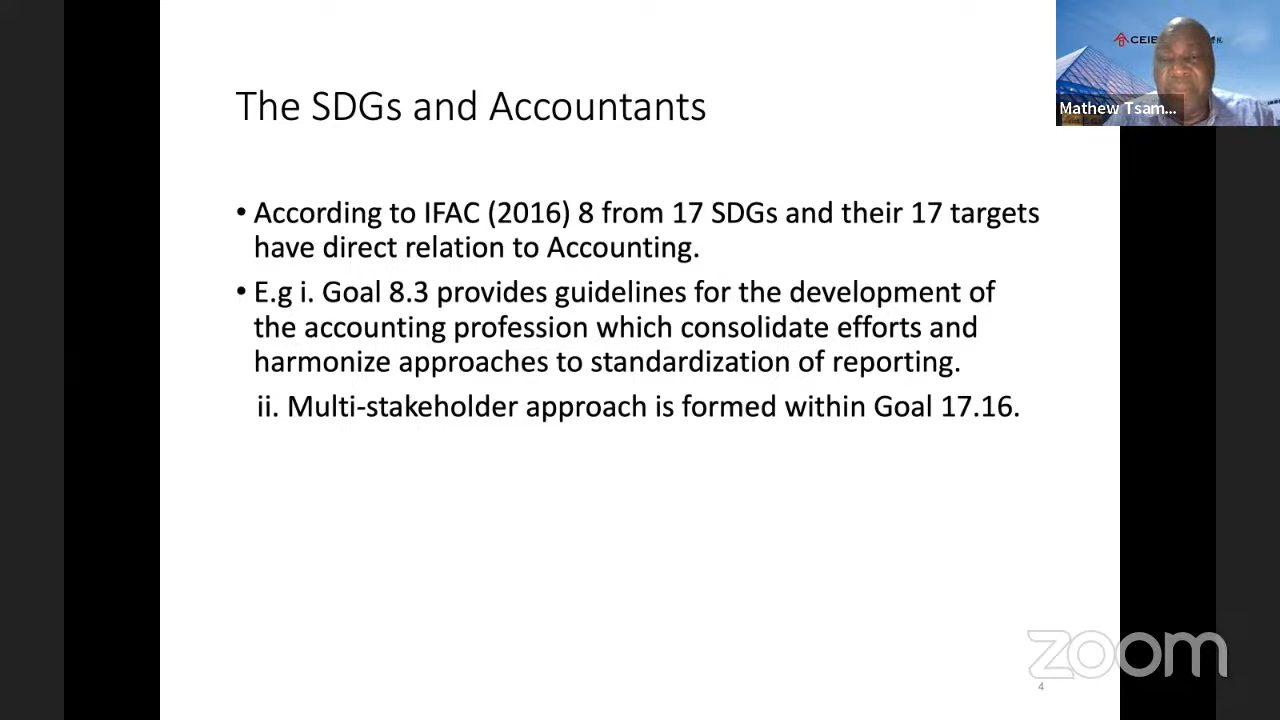 The SDGs and Accountants
• According to IFAC (2016) 8 from 17 SDGs and their 17 targets
have direct relation to Accounting.
• E.g i. Goal 8.3 provides guidelines for the development of
the accounting profession which consolidate efforts and
harmonize approaches to standardization of reporting.
ii. Multi-stakeholder approach is formed within Goal 17.16.
Mathew Tsam...
zoom
4